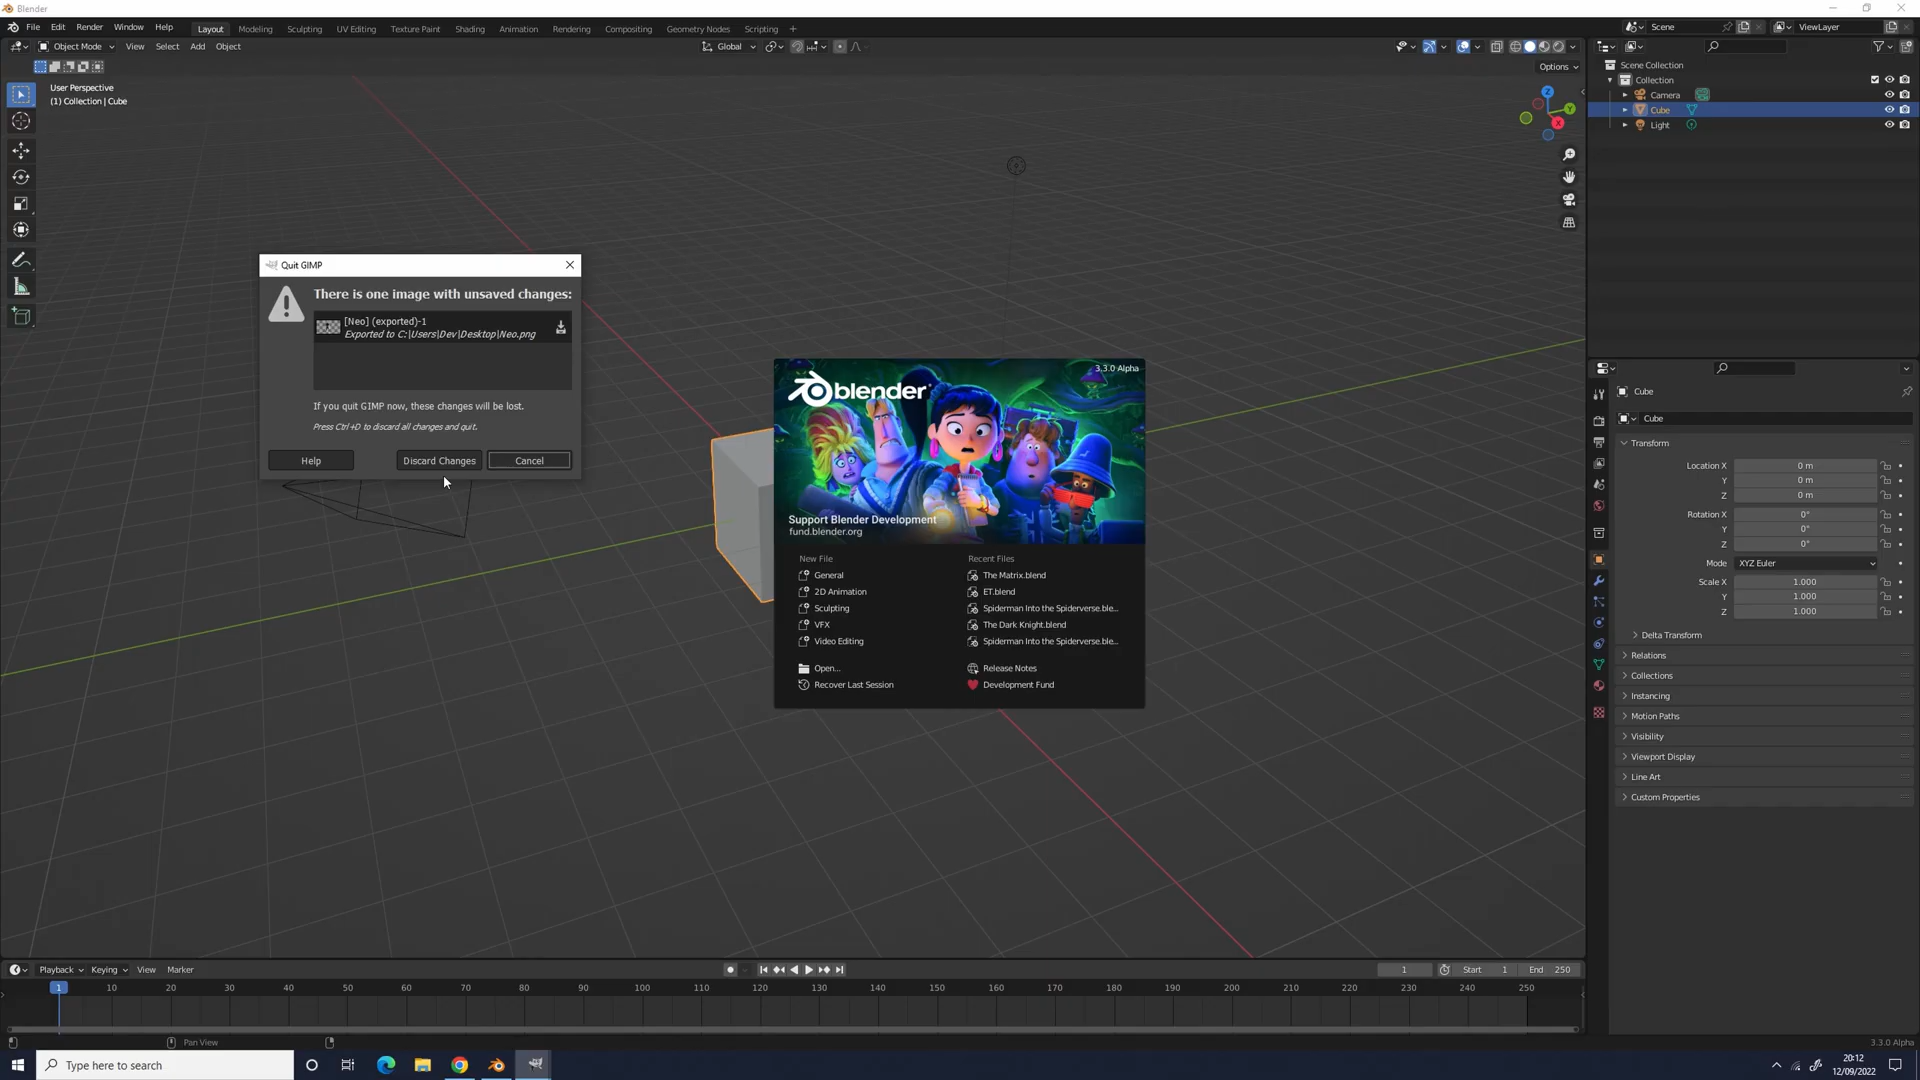 Blender
File Edit Render Window Help Layout Modeling Sculpting UV Editing Texture Paint Shading Animation Rendering Compositing Geometry Nodes Scripting + Scene ViewLayer
Object Mode View Select Add Object Global
Options
User Perspective
(1) Collection | Cube
Z
Y
X
Scene Collection
Collection
Camera
Cube
Light
Quit GIMP
There is one image with unsaved changes:
[Neo] (exported)-1
Exported to C:\Users\Dev\Desktop\Neo.png
If you quit GIMP now, these changes will be lost.
Press Ctrl+D to discard all changes and quit.
Help Discard Changes Cancel
3.3.0 Alpha
blender
Support Blender Development
fund.blender.org
New File
General
2D Animation
Sculpting
VFX
Video Editing
Open...
Recover Last Session
Recent Files
The Matrix.blend
ET.blend
Spiderman Into the Spiderverse.ble...
The Dark Knight.blend
Spiderman Into the Spiderverse.ble...
Release Notes
Development Fund
Cube
Cube
Transform
Location X 0 m
Y 0 m
Z 0 m
Rotation X 0°
Y 0°
Z 0°
Mode XYZ Euler
Scale X 1.000
Y 1.000
Z 1.000
Delta Transform
Relations
Collections
Instancing
Motion Paths
Visibility
Viewport Display
Line Art
Custom Properties
Playback Keying View Marker 1 Start 1 End 250
1 10 20 30 40 50 60 70 80 90 100 110 120 130 140 150 160 170 180 190 200 210 220 230 240 250
Pan View
3.3.0 Alpha
Type here to search
20:12
12/09/2022